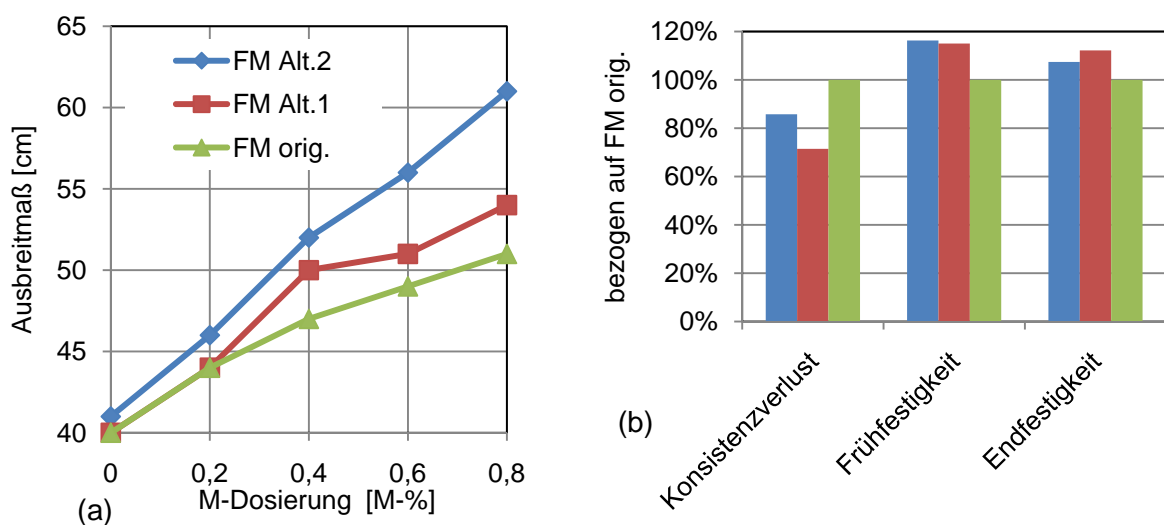 65
60
55
50
45
40
Ausbreitmaß [cm]
FM Alt.2
FM Alt.1
FM orig.
0
0,2
0,4
0,6
0,8
M-Dosierung [M-%]
(a)
120%
100%
80%
60%
40%
20%
0%
bezogen auf FM orig.
Konsistenzverlust
Frühfestigkeit
Endfestigkeit
(b)